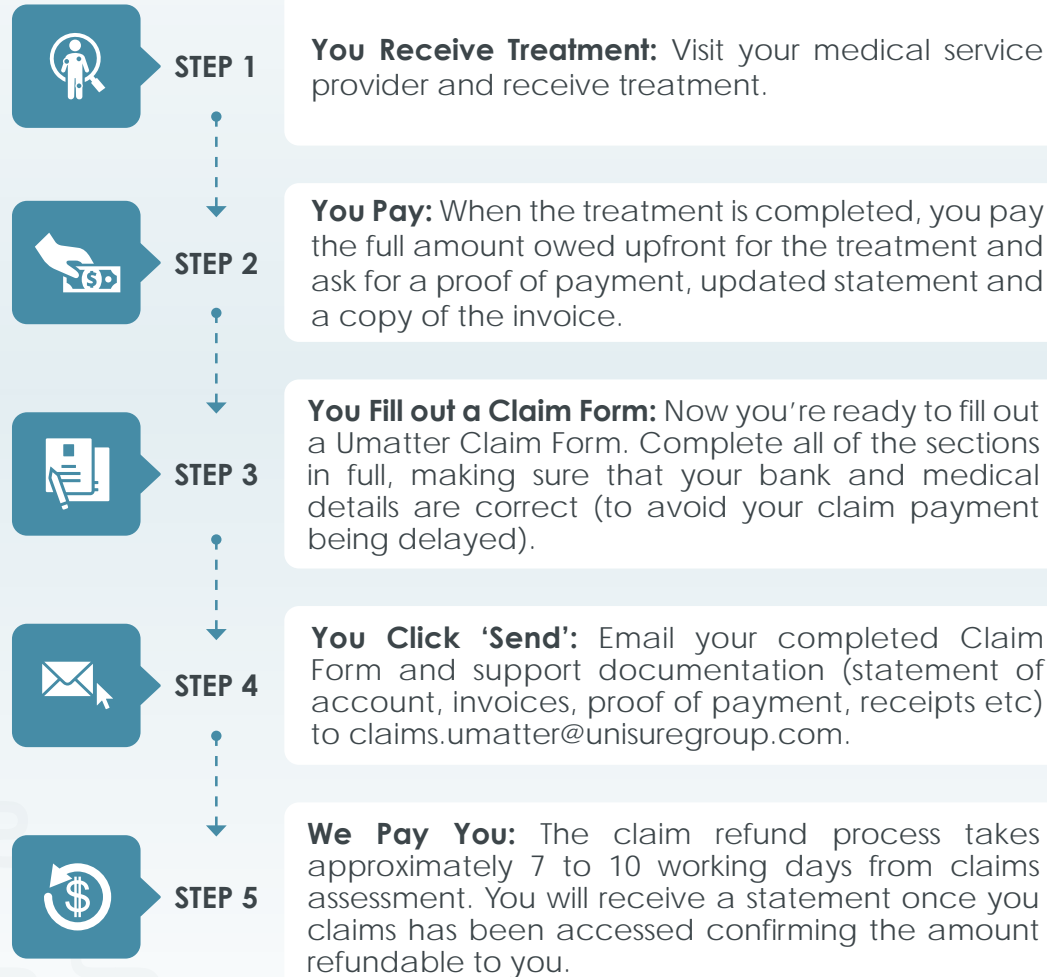 STEP 1
You Receive Treatment: Visit your medical service
provider and receive treatment.
STEP 2
You Pay: When the treatment is completed, you pay
the full amount owed upfront for the treatment and
ask for a proof of payment, updated statement and
a copy of the invoice.
STEP 3
You Fill out a Claim Form: Now you're ready to fill out
a Umatter Claim Form. Complete all of the sections
in full, making sure that your bank and medical
details are correct (to avoid your claim payment
being delayed).
STEP 4
You Click ‘Send’: Email your completed Claim
Form and support documentation (statement of
account, invoices, proof of payment, receipts etc)
to claims.umatter@unisuregroup.com.
STEP 5
We Pay You: The claim refund process takes
approximately 7 to 10 working days from claims
assessment. You will receive a statement once you
claims has been accessed confirming the amount
refundable to you.